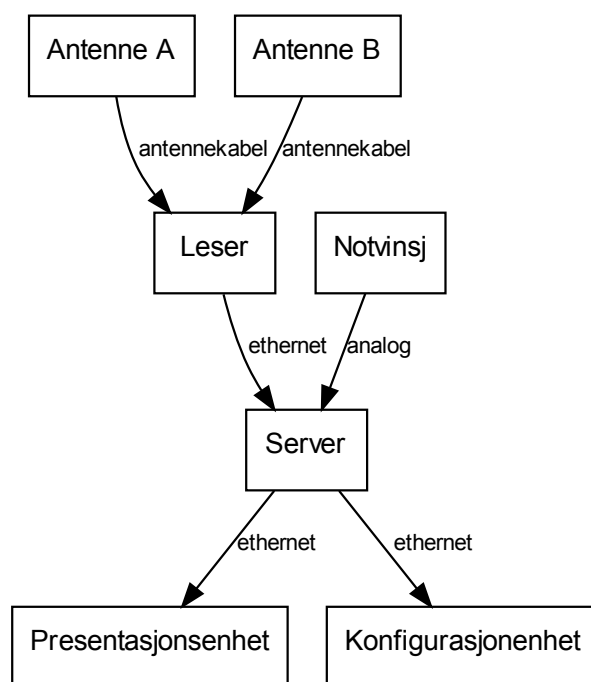 Antenne A
Antenne B
antennekabel
antennekabel
Leser
Notvinsj
ethernet
analog
Server
ethernet
ethernet
Presentasjonsenhet
Konfigurasjonenhet